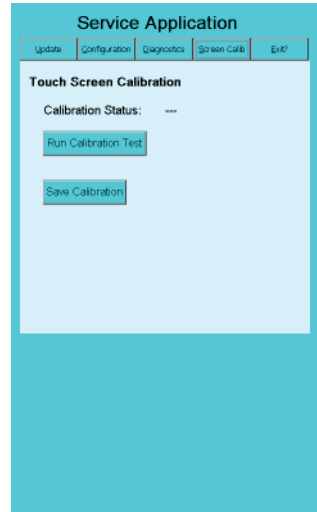 Service Application
Update Configuration Diagnostics Screen Calib Exit?
Touch Screen Calibration
Calibration Status: ---
Run Calibration Test
Save Calibration